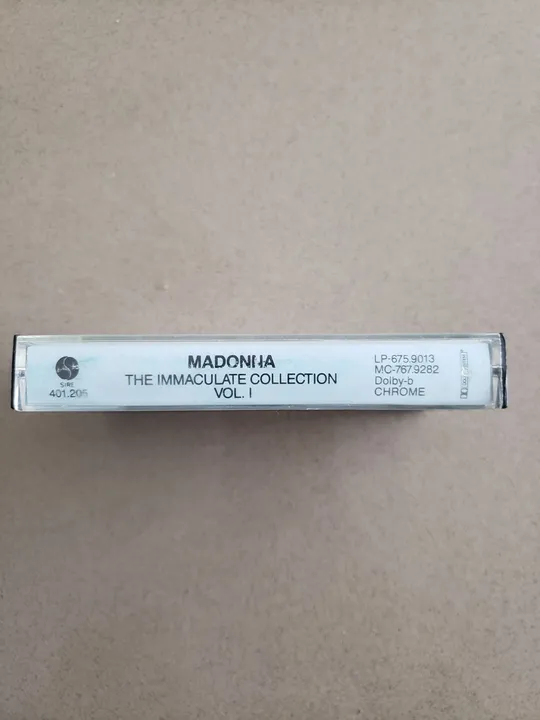 SIRE
401.205
MADONNA
THE IMMACULATE COLLECTION
VOL. I
LP-675.9013
MC-767.9282
Dolby-b
CHROME